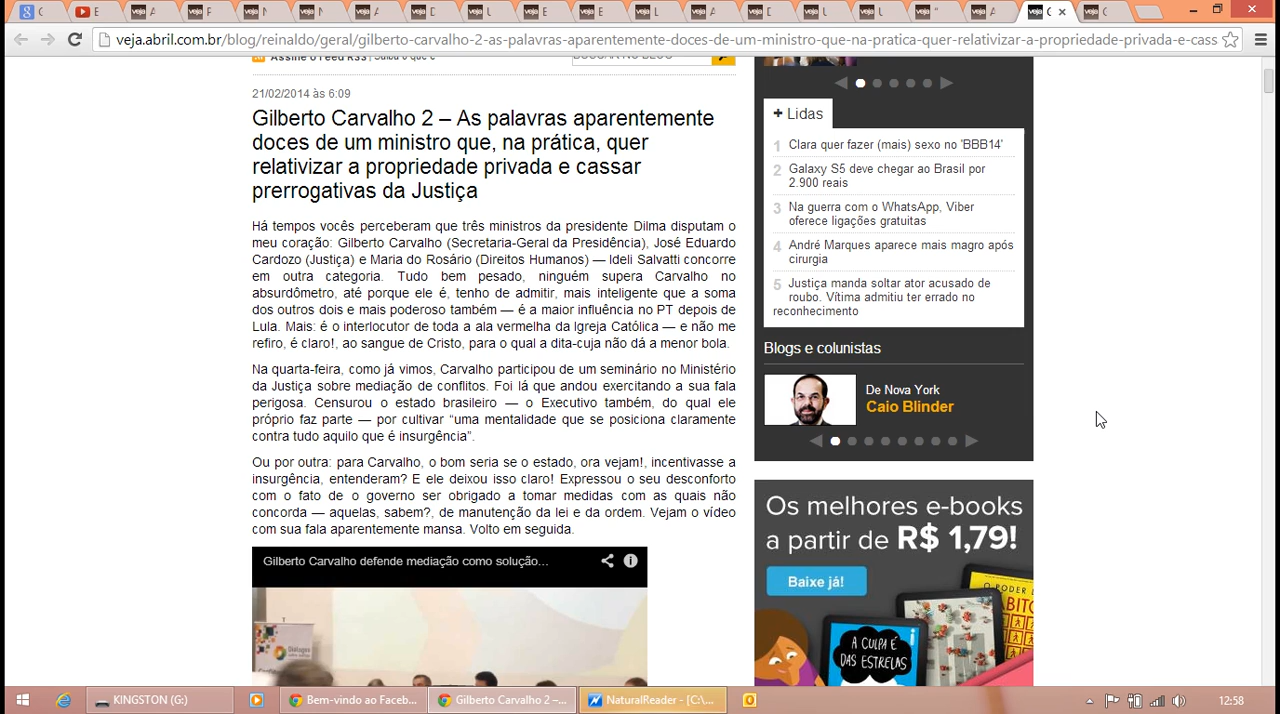 veja.abril.com.br/blog/reinaldo/geral/gilberto-carvalho-2-as-palavras-aparentemente-doces-de-um-ministro-que-na-pratica-quer-relativizar-a-propriedade-privada-e-cass
Assine o Feed RSS | Saiba o que é
BUSCAR NO BLOG
21/02/2014 às 6:09
Gilberto Carvalho 2 – As palavras aparentemente
doces de um ministro que, na prática, quer
relativizar a propriedade privada e cassar
prerrogativas da Justiça
Há tempos vocês perceberam que três ministros da presidente Dilma disputam o
meu coração: Gilberto Carvalho (Secretaria-Geral da Presidência), José Eduardo
Cardozo (Justiça) e Maria do Rosário (Direitos Humanos) — Ideli Salvatti concorre
em outra categoria. Tudo bem pesado, ninguém supera Carvalho no
absurdômetro, até porque ele é, tenho de admitir, mais inteligente que a soma
dos outros dois e mais poderoso também — é a maior influência no PT depois de
Lula. Mais: é o interlocutor de toda a ala vermelha da Igreja Católica — e não me
refiro, é claro!, ao sangue de Cristo, para o qual a dita-cuja não dá a menor bola.
Na quarta-feira, como já vimos, Carvalho participou de um seminário no Ministério
da Justiça sobre mediação de conflitos. Foi lá que andou exercitando a sua fala
perigosa. Censurou o estado brasileiro — o Executivo também, do qual ele
próprio faz parte — por cultivar “uma mentalidade que se posiciona claramente
contra tudo aquilo que é insurgência”.
Ou por outra: para Carvalho, o bom seria se o estado, ora vejam!, incentivasse a
insurgência, entenderam? E ele deixou isso claro! Expressou o seu desconforto
com o fato de o governo ser obrigado a tomar medidas com as quais não
concorda — aquelas, sabem?, de manutenção da lei e da ordem. Vejam o vídeo
com sua fala aparentemente mansa. Volto em seguida.
Gilberto Carvalho defende mediação como solução...
+ Lidas
1 Clara quer fazer (mais) sexo no 'BBB14'
2 Galaxy S5 deve chegar ao Brasil por
2.900 reais
3 Na guerra com o WhatsApp, Viber
oferece ligações gratuitas
4 André Marques aparece mais magro após
cirurgia
5 Justiça manda soltar ator acusado de
roubo. Vítima admitiu ter errado no
reconhecimento
Blogs e colunistas
De Nova York
Caio Blinder
Os melhores e-books
a partir de R$ 1,79!
Baixe já!
O PODER
A CULPA É
DAS ESTRELAS
KINGSTON (G:)
Bem-vindo ao Faceb...
Gilberto Carvalho 2 –...
NaturalReader - [C:\...
12:58